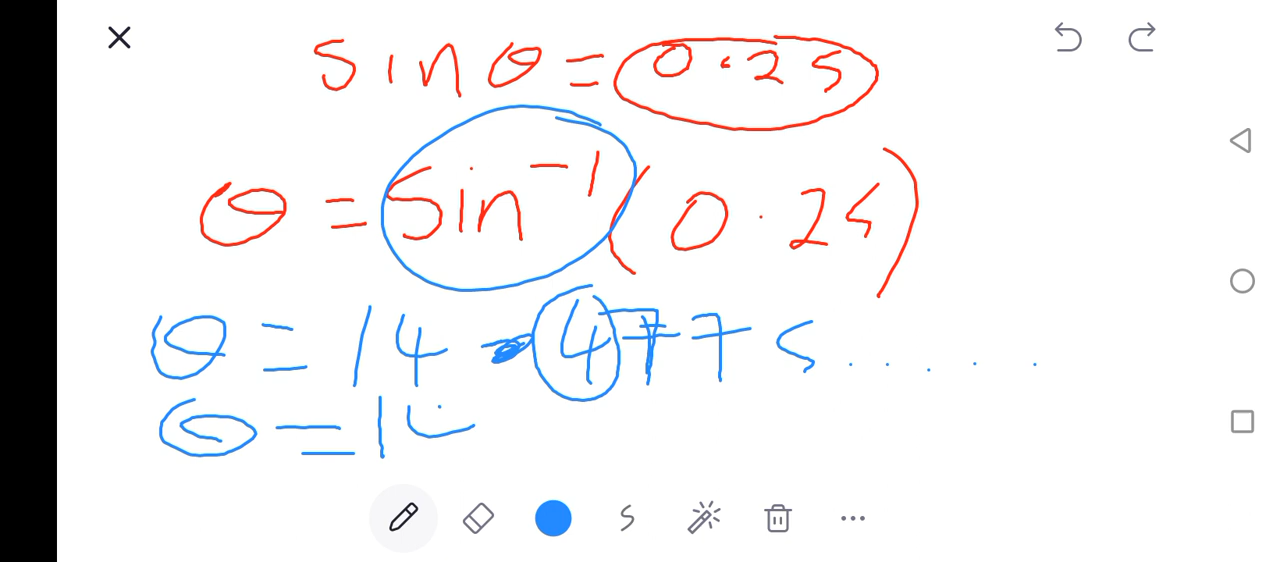 sin θ = 0.25
θ = Sin⁻¹(0.25)
θ = 14.4775.....
θ = 14